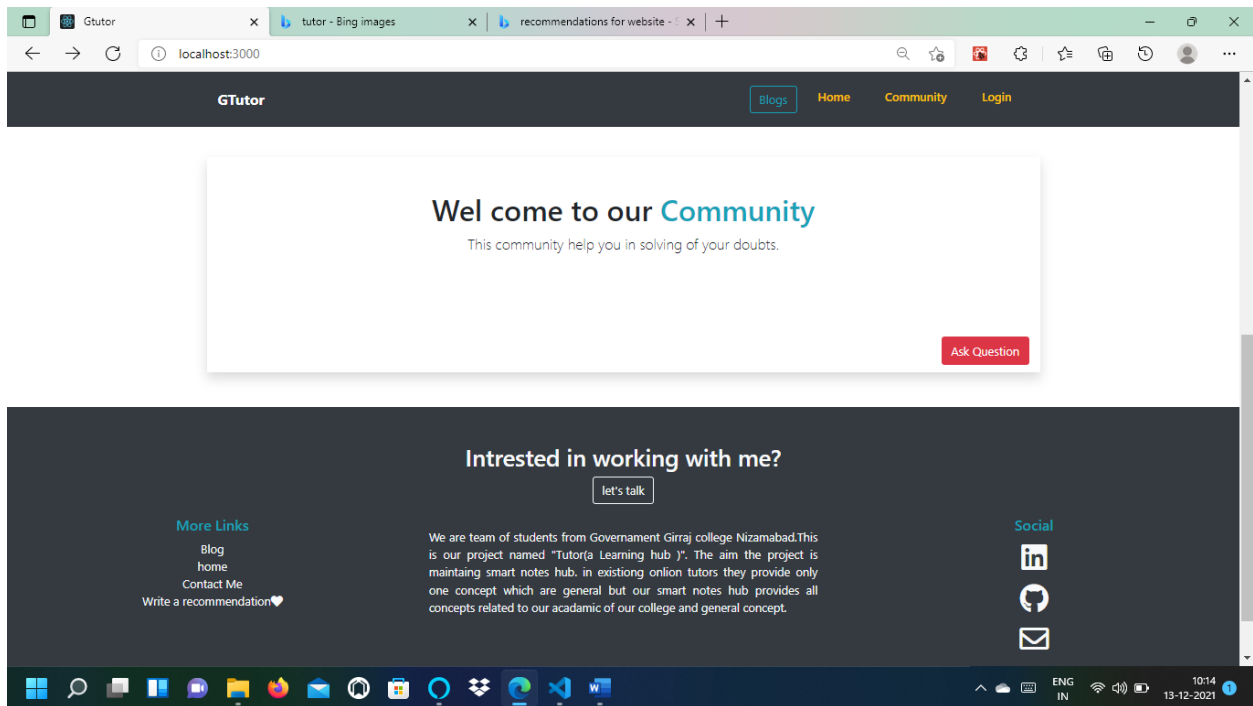 Gtutor
tutor - Bing images
recommendations for website - S
localhost:3000
GTutor
Blogs
Home
Community
Login
Wel come to our Community
This community help you in solving of your doubts.
Ask Question
Intrested in working with me?
let's talk
More Links
Blog
home
Contact Me
Write a recommendation
We are team of students from Governament Girraj college Nizamabad.This
is our project named "Tutor(a Learning hub )". The aim the project is
maintaing smart notes hub. in existiong onlion tutors they provide only
one concept which are general but our smart notes hub provides all
concepts related to our acadamic of our college and general concept.
Social
ENG
IN
10:14
13-12-2021
1